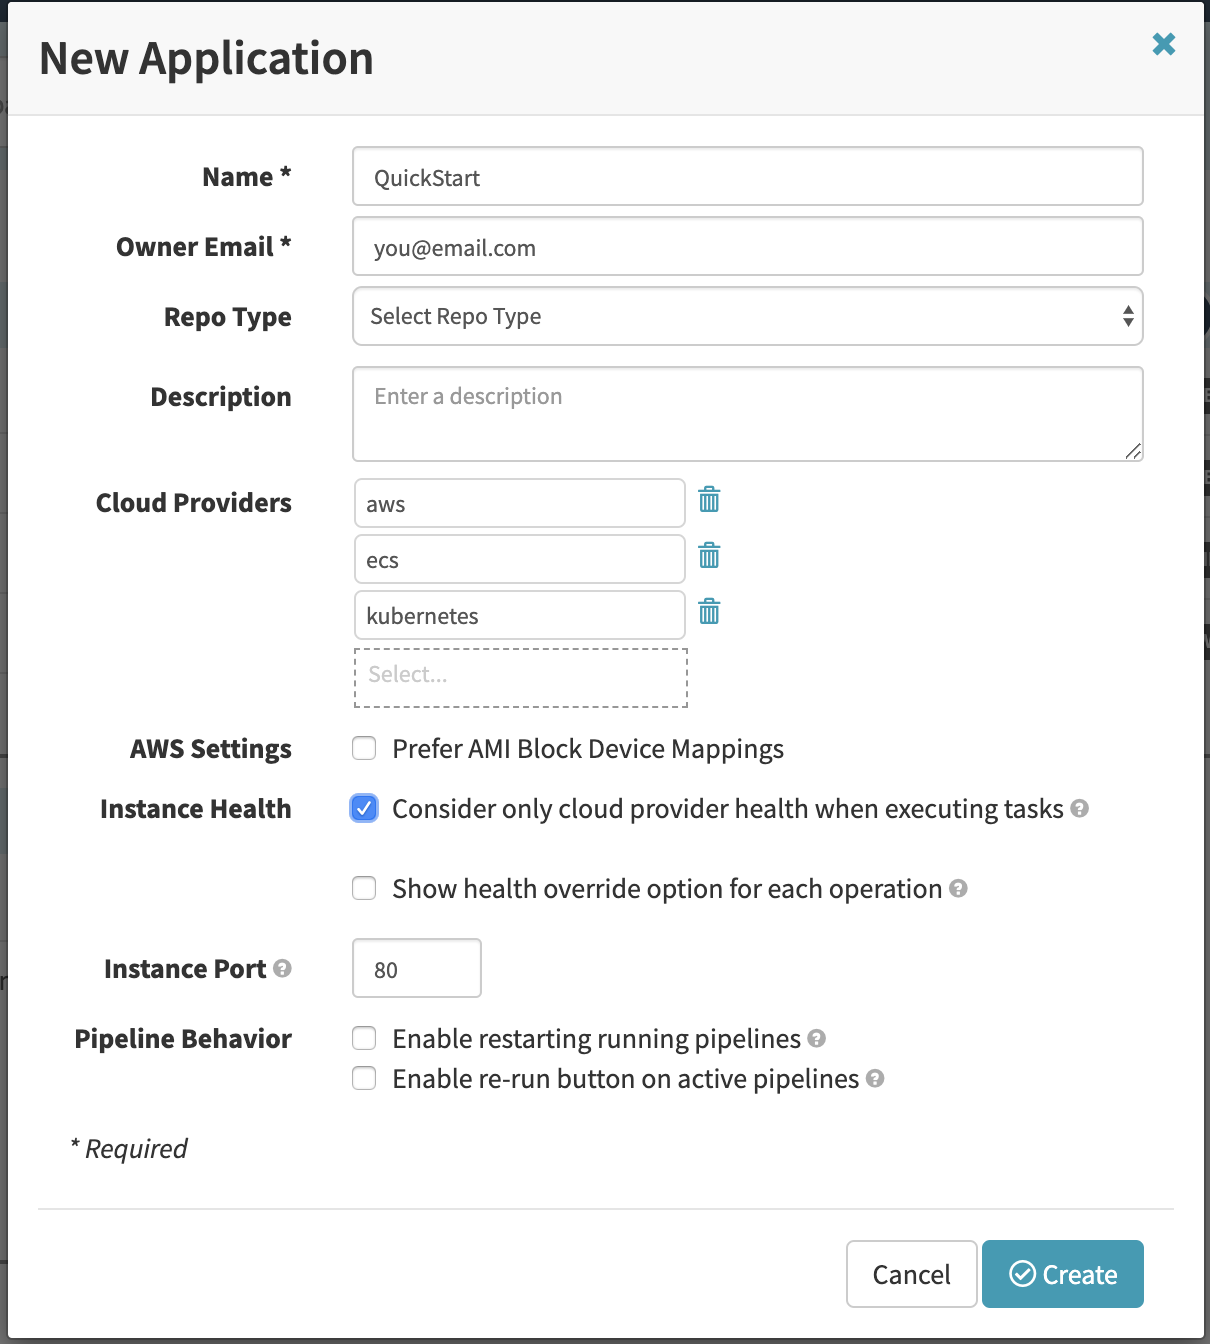 New Application
Name *
QuickStart
Owner Email *
you@email.com
Repo Type
Select Repo Type
Description
Enter a description
Cloud Providers
aws
ecs
kubernetes
Select...
AWS Settings
Prefer AMI Block Device Mappings
Instance Health
Consider only cloud provider health when executing tasks ?
Show health override option for each operation ?
Instance Port ?
80
Pipeline Behavior
Enable restarting running pipelines ?
Enable re-run button on active pipelines ?
* Required
Cancel
Create